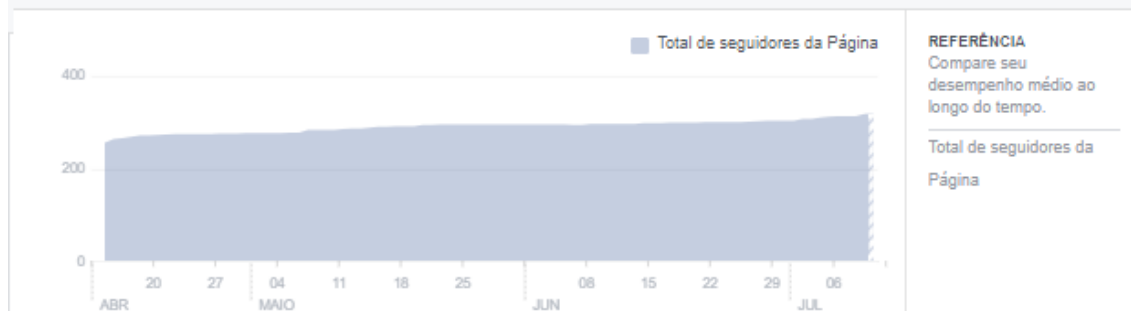 Total de seguidores da Página
400
200
0
20 27 04 11 18 25 08 15 22 29 06
ABR MAIO JUN JUL
REFERÊNCIA
Compare seu
desempenho médio ao
longo do tempo.
Total de seguidores da
Página